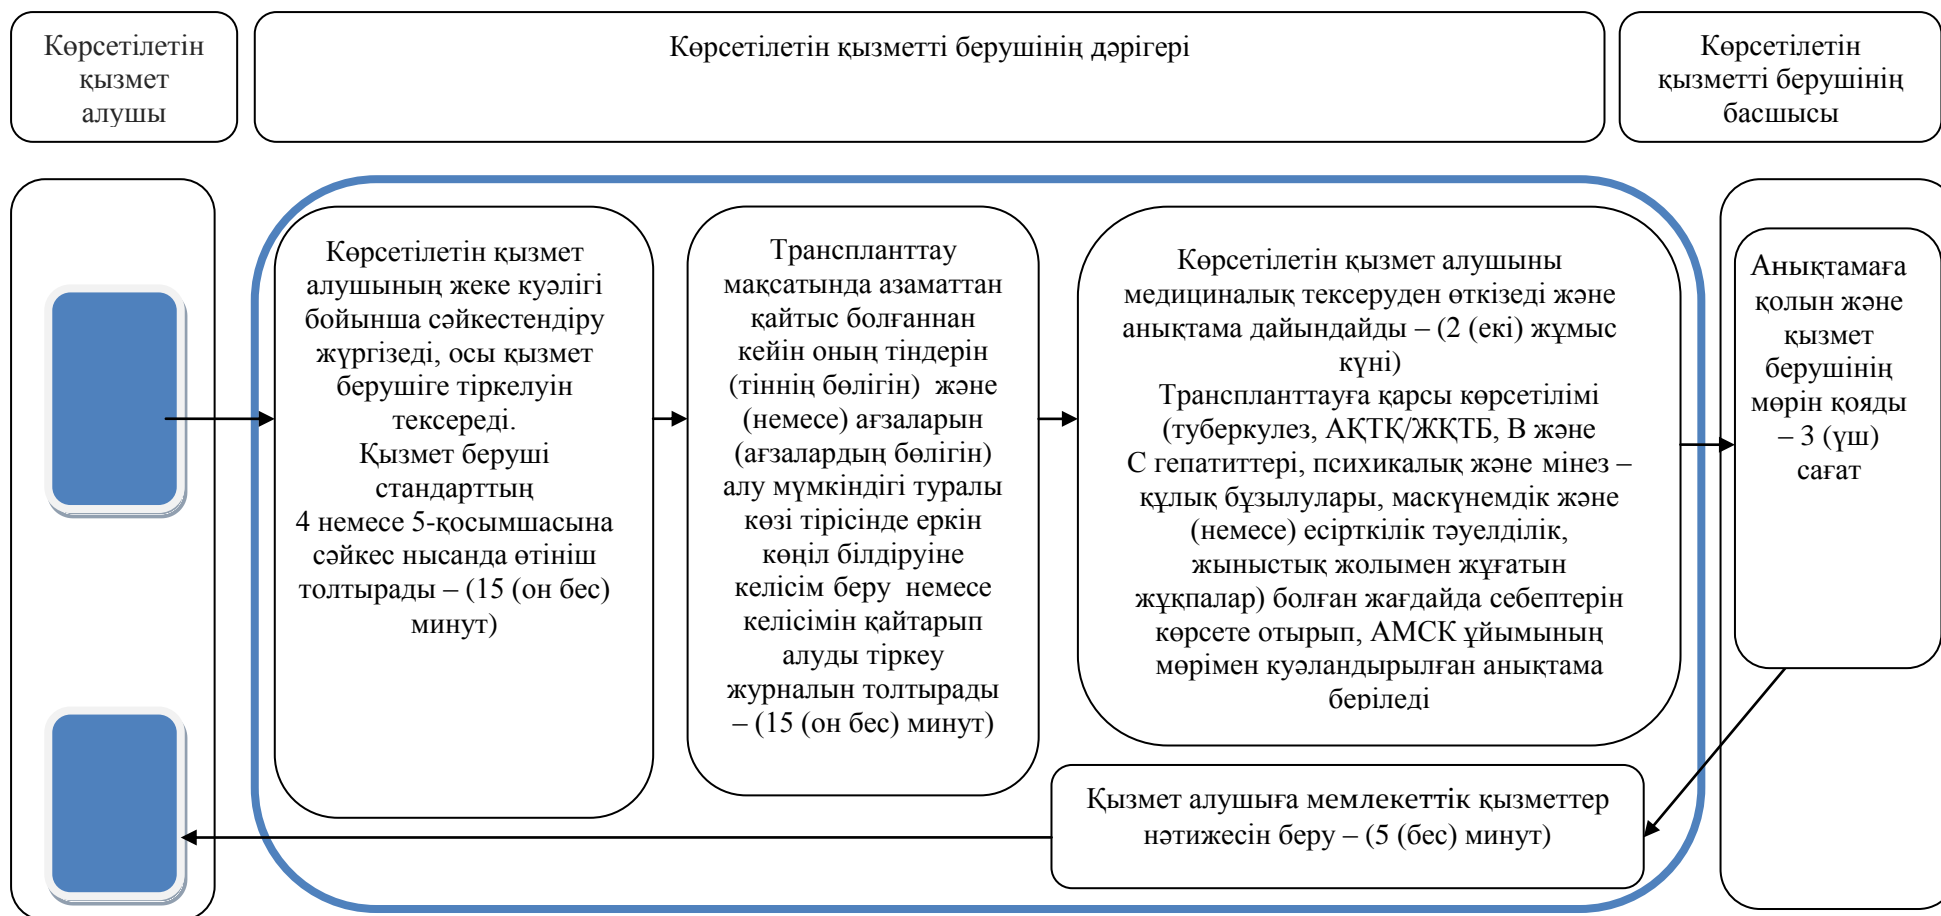 Көрсетілетін
қызмет
алушы
Көрсетілетін қызметті берушінің дәрігері
Көрсетілетін
қызметті берушінің
басшысы
Көрсетілетін қызмет
алушының жеке куәлігі
бойынша сәйкестендіру
жүргізеді, осы қызмет
берушіге тіркелуін
тексереді.
Қызмет беруші
стандарттың
4 немесе 5-қосымшасына
сәйкес нысанда өтініш
толтырады – (15 (он бес)
минут)
Транспланттау
мақсатында азаматтан
қайтыс болғаннан
кейін оның тіндерін
(тіннің бөлігін) және
(немесе) ағзаларын
(ағзалардың бөлігін)
алу мүмкіндігі туралы
көзі тірісінде еркін
көңіл білдіруіне
келісім беру немесе
келісімін қайтарып
алуды тіркеу
журналын толтырады
– (15 (он бес) минут)
Көрсетілетін қызмет алушыны
медициналық тексеруден өткізеді және
анықтама дайындайды – (2 (екі) жұмыс
күні)
Транспланттауға қарсы көрсетілімі
(туберкулез, АҚТҚ/ЖҚТБ, В және
С гепатиттері, психикалық және мінез –
құлық бұзылулары, маскүнемдік және
(немесе) есірткілік тәуелділік,
жыныстық жолымен жұғатын
жұқпалар) болған жағдайда себептерін
көрсете отырып, АМСК ұйымының
мөрімен куәландырылған анықтама
беріледі
Анықтамаға
қолын және
қызмет
берушінің
мөрін қояды
– 3 (үш)
сағат
Қызмет алушыға мемлекеттік қызметтер
нәтижесін беру – (5 (бес) минут)